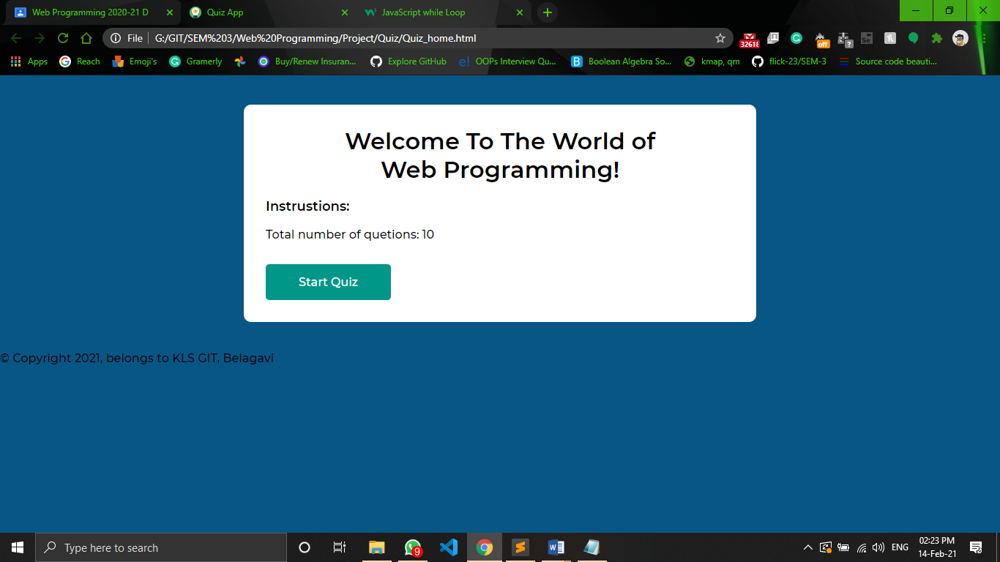 Web Programming 2020-21 D
Quiz App
JavaScript while Loop
File
G:/GIT/SEM%203/Web%20Programming/Project/Quiz/Quiz_home.html
32618
off
?
Se
Apps
Reach
Emoji's
Gramerly
Buy/Renew Insuran...
Explore GitHub
OOPs Interview Qu...
Boolean Algebra So...
kmap, qm
flick-23/SEM-3
Source code beauti...
Welcome To The World of
Web Programming!
Instrustions:
Total number of quetions: 10
Start Quiz
© Copyright 2021, belongs to KLS GIT, Belagavi
Type here to search
9
ENG
02:23 PM
14-Feb-21